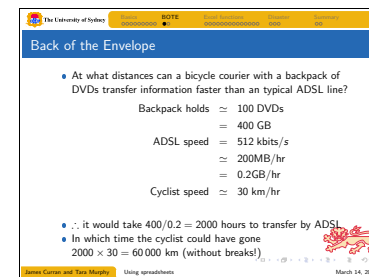 The University of Sydney
Basics BOTE Excel functions Disaster Summary
Back of the Envelope
At what distances can a bicycle courier with a backpack of
DVDs transfer information faster than an typical ADSL line?
Backpack holds ≃ 100 DVDs
= 400 GB
ADSL speed = 512 kbits/s
≃ 200MB/hr
= 0.2GB/hr
Cyclist speed ≃ 30 km/hr
∴ it would take 400/0.2 = 2000 hours to transfer by ADSL
In which time the cyclist could have gone
2000 × 30 = 60 000 km (without breaks!)
James Curran and Tara Murphy Using spreadsheets March 14, 20